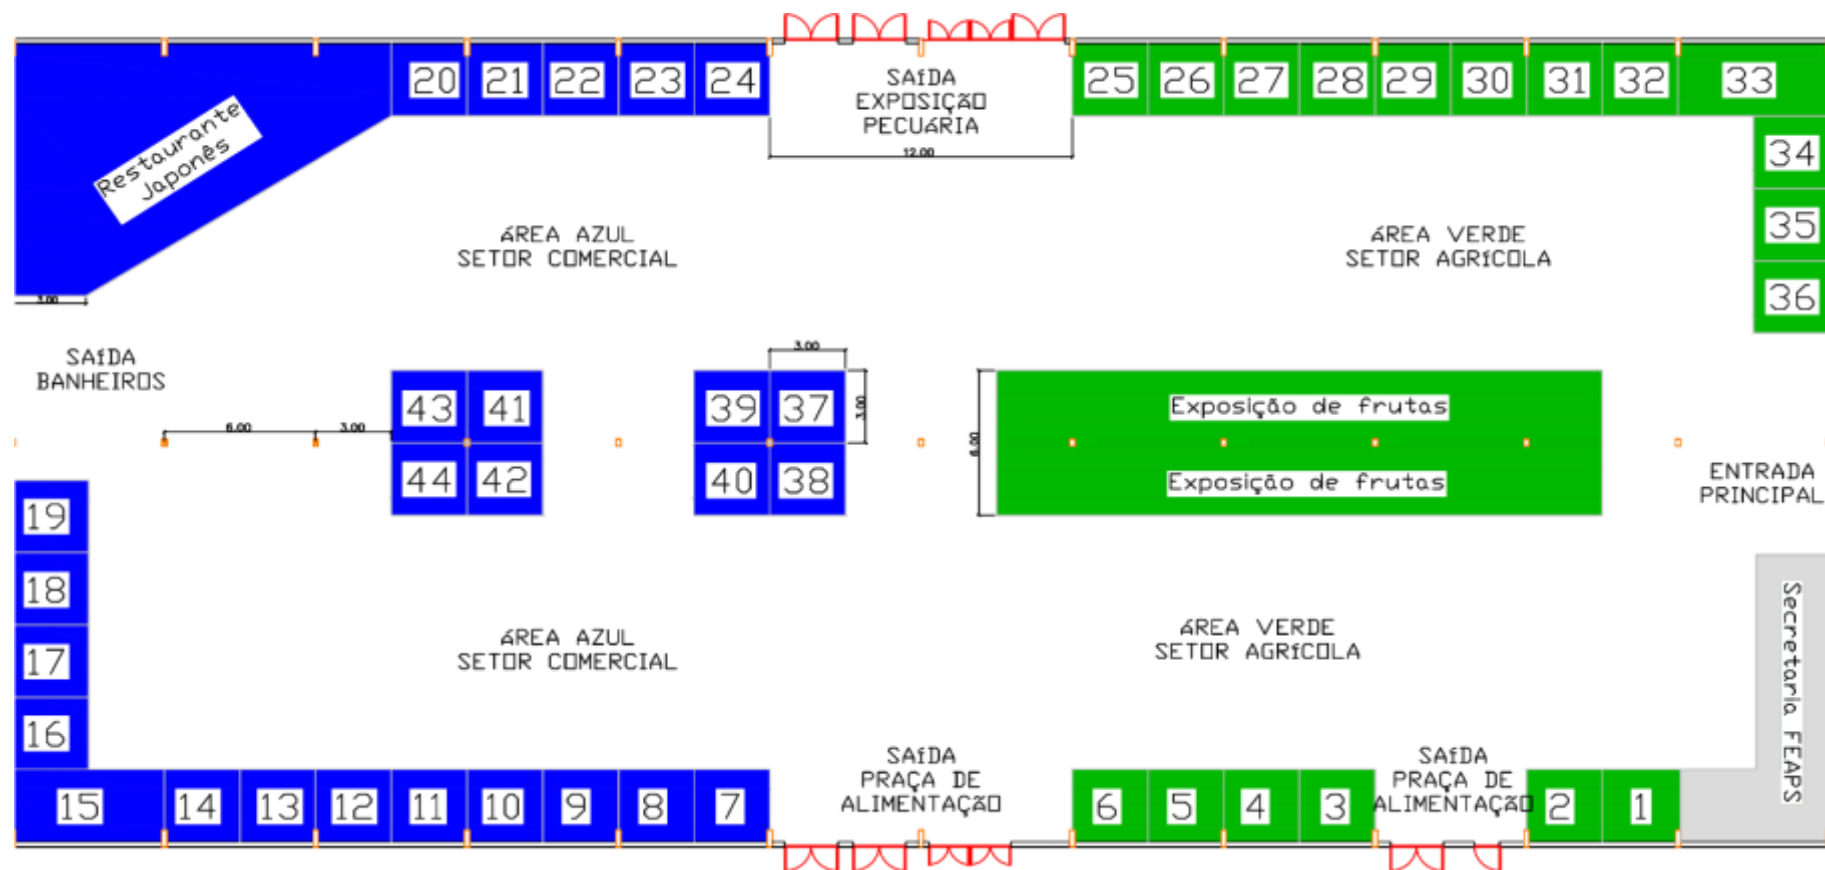 20 21 22 23 24
SAÍDA
EXPOSIÇÃO
PECUÁRIA
12.00
25 26 27 28 29 30 31 32 33
Restaurante
Japonês
34
35
36
ÁREA AZUL
SETOR COMERCIAL
ÁREA VERDE
SETOR AGRÍCOLA
3.00
SAÍDA
BANHEIROS
6.00
3.00
43 41
44 42
3.00
39 37
40 38
3.00
6.00
Exposição de frutas
Exposição de frutas
ENTRADA
PRINCIPAL
19
18
17
16
ÁREA AZUL
SETOR COMERCIAL
ÁREA VERDE
SETOR AGRÍCOLA
Secretaria FEAPS
15 14 13 12 11 10 9 8 7
SAÍDA
PRAÇA DE
ALIMENTAÇÃO
6 5 4 3
SAÍDA
PRAÇA DE
ALIMENTAÇÃO
2 1